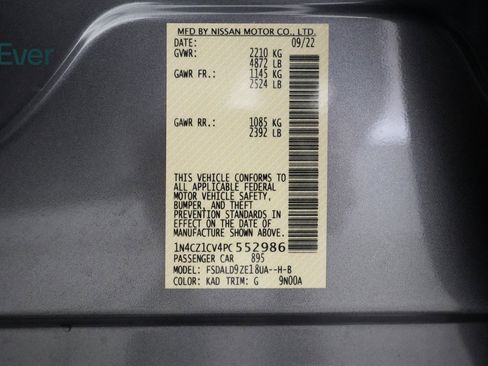 Ever
MFD BY NISSAN MOTOR CO., LTD.
DATE: 09/22
GVWR: 2210 KG
4872 LB
GAWR FR.: 1145 KG
2524 LB
GAWR RR.: 1085 KG
2392 LB
THIS VEHICLE CONFORMS TO
ALL APPLICABLE FEDERAL
MOTOR VEHICLE SAFETY,
BUMPER, AND THEFT
PREVENTION STANDARDS IN
EFFECT ON THE DATE OF
MANUFACTURE SHOWN ABOVE.
1N4CZ1CV4PC552986
PASSENGER CAR 895
MODEL: FSDALD9ZE18UA--H-B
COLOR: KAD TRIM: G 9N00A